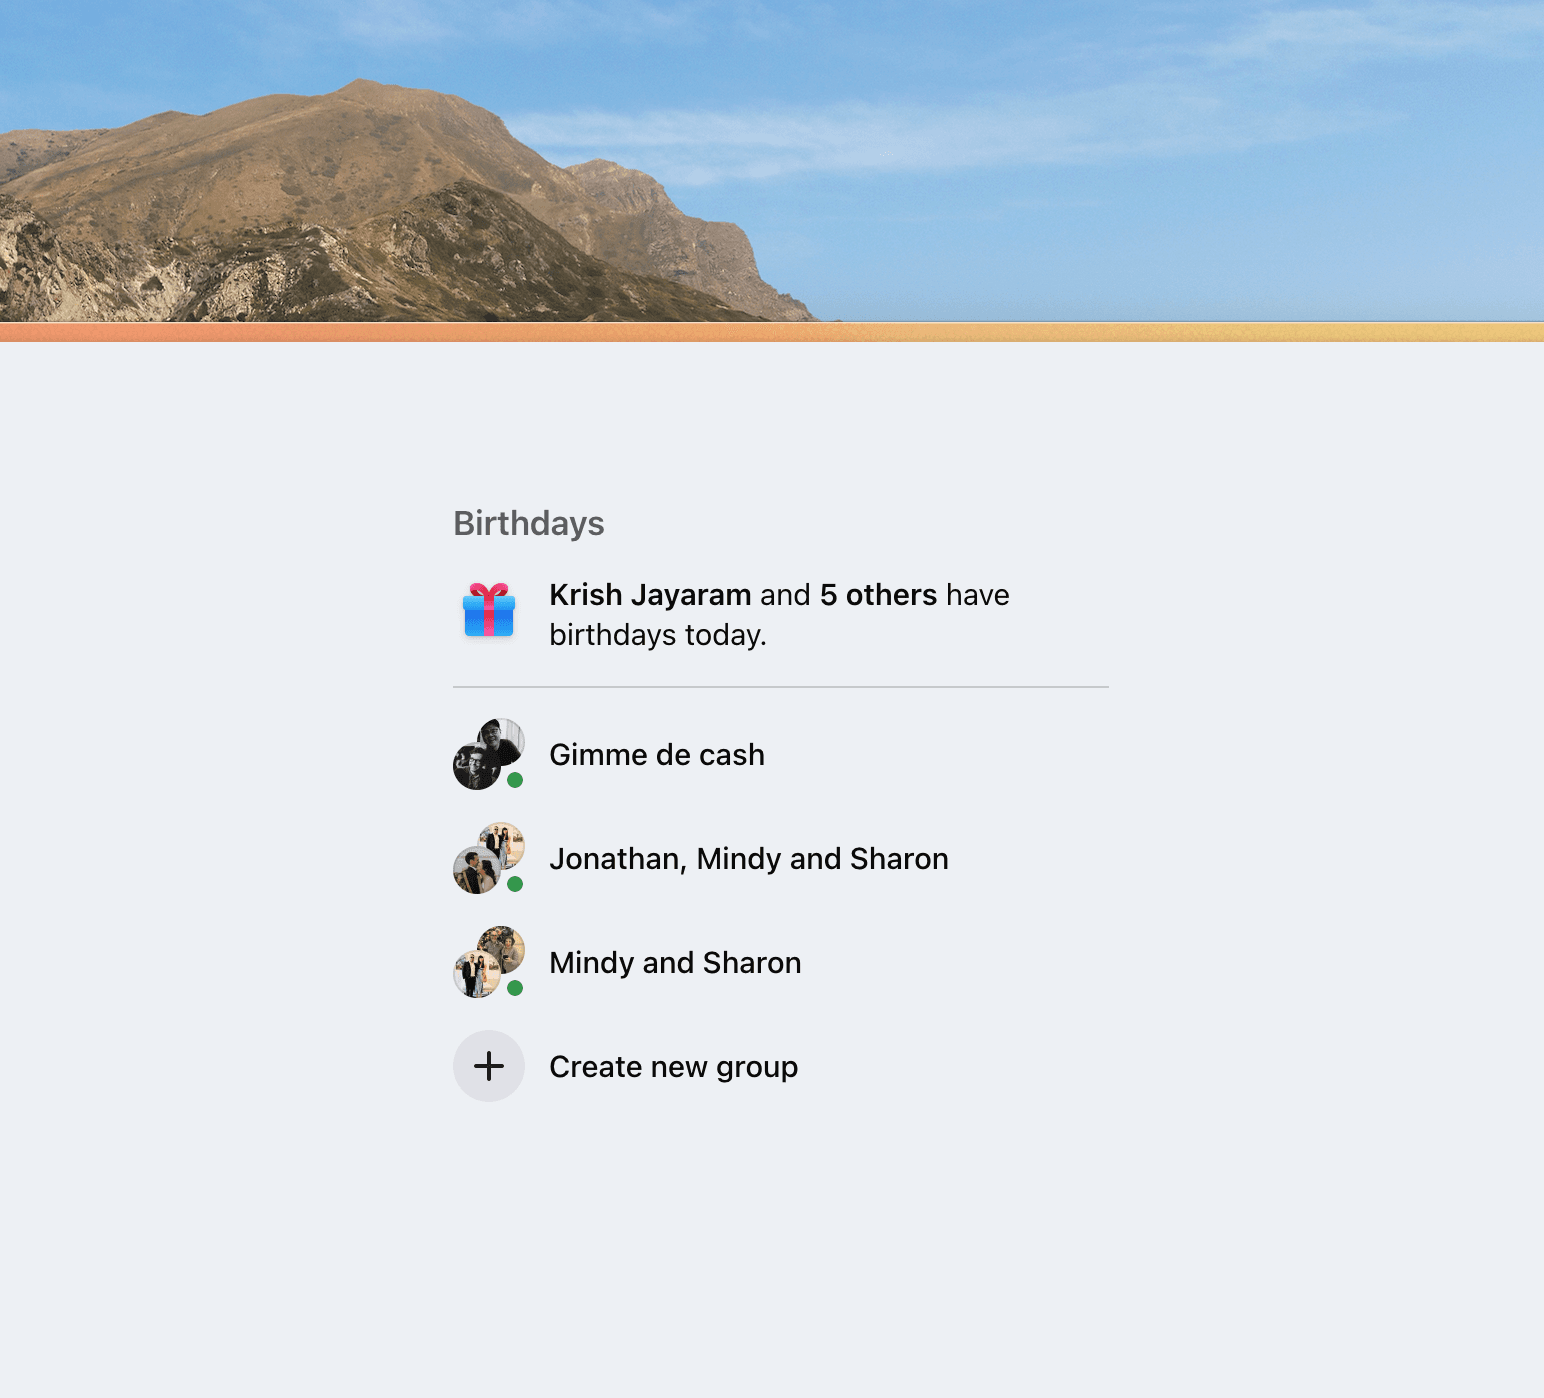 Birthdays
Krish Jayaram and 5 others have
birthdays today.
Gimme de cash
Jonathan, Mindy and Sharon
Mindy and Sharon
Create new group